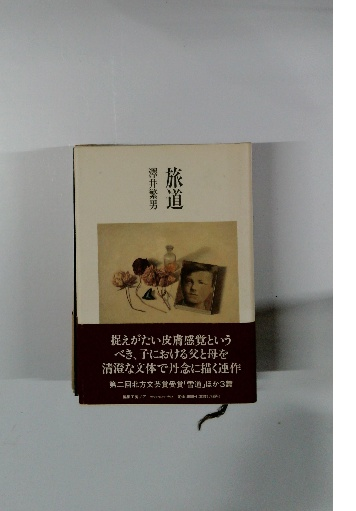 旅道
澤井繁男
捉えがたい皮膚感覚という
べき、子における父と母を
清澄な文体で丹念に描く連作
第二回北方文芸賞受賞「雪道」ほか3篇